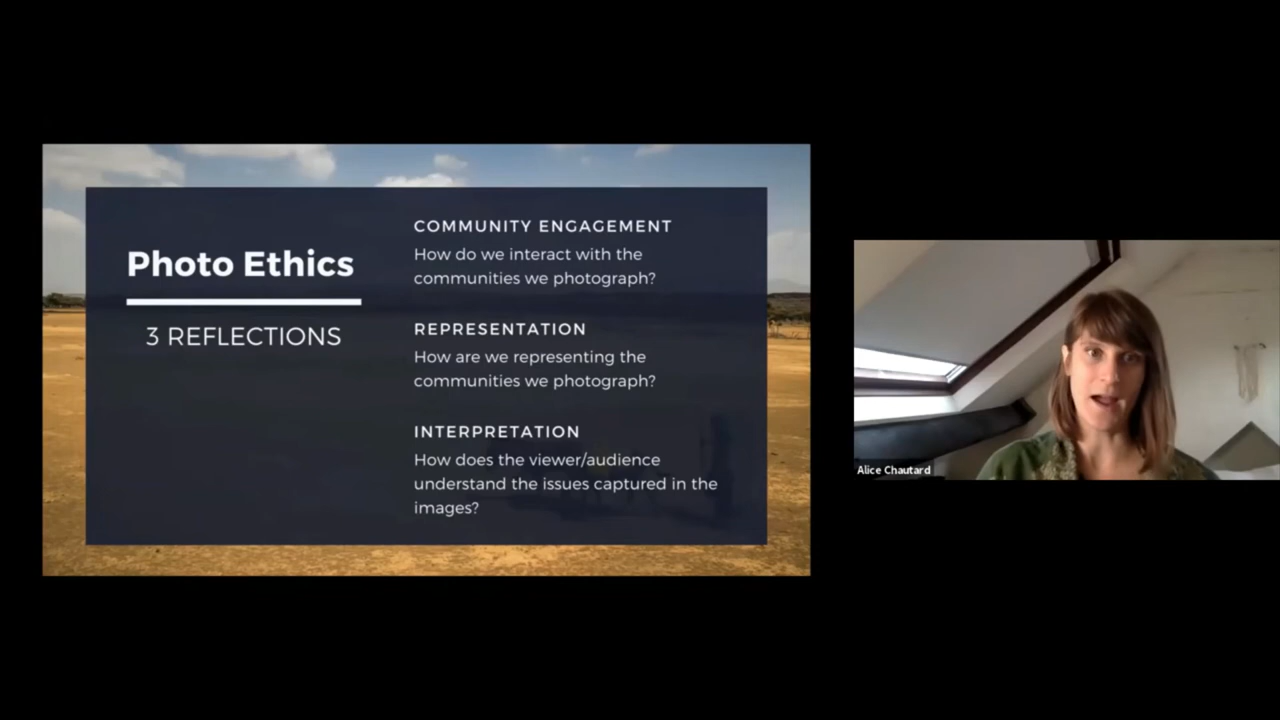 Photo Ethics
3 REFLECTIONS
COMMUNITY ENGAGEMENT
How do we interact with the
communities we photograph?
REPRESENTATION
How are we representing the
communities we photograph?
INTERPRETATION
How does the viewer/audience
understand the issues captured in the
images?
Alice Chautard